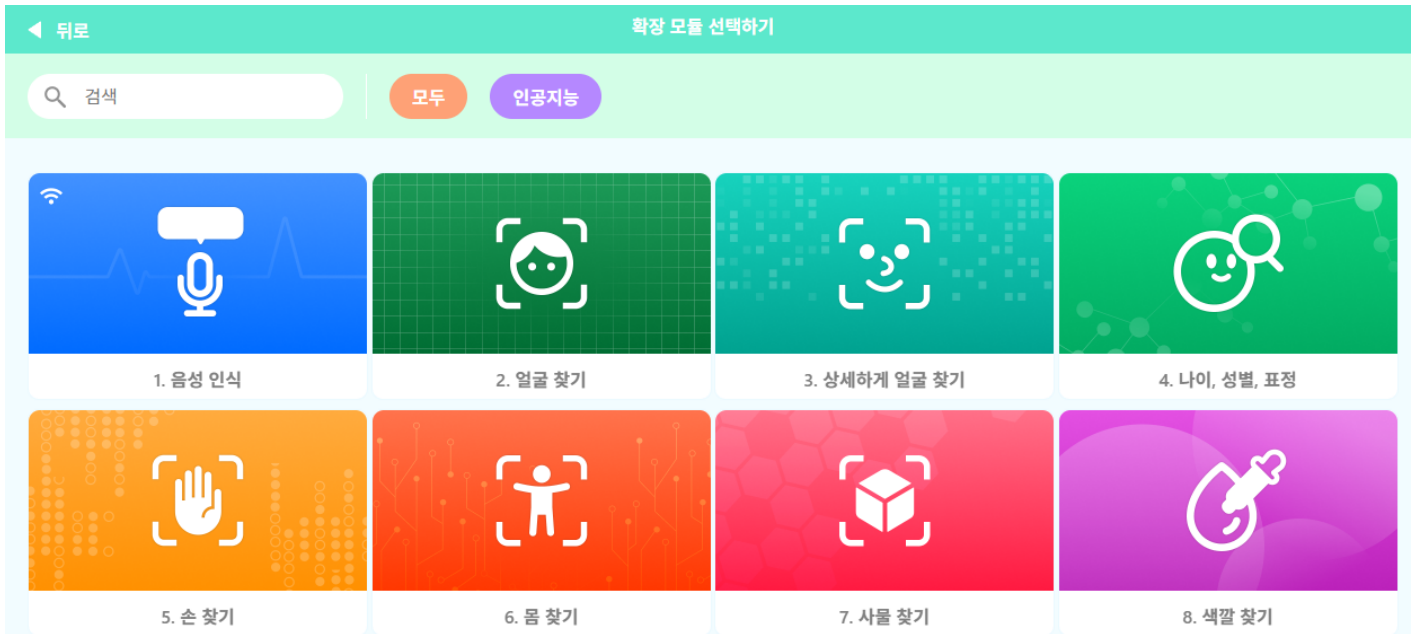 뒤로
확장 모듈 선택하기
검색
모두
인공지능
1. 음성 인식
2. 얼굴 찾기
3. 상세하게 얼굴 찾기
4. 나이, 성별, 표정
5. 손 찾기
6. 몸 찾기
7. 사물 찾기
8. 색깔 찾기